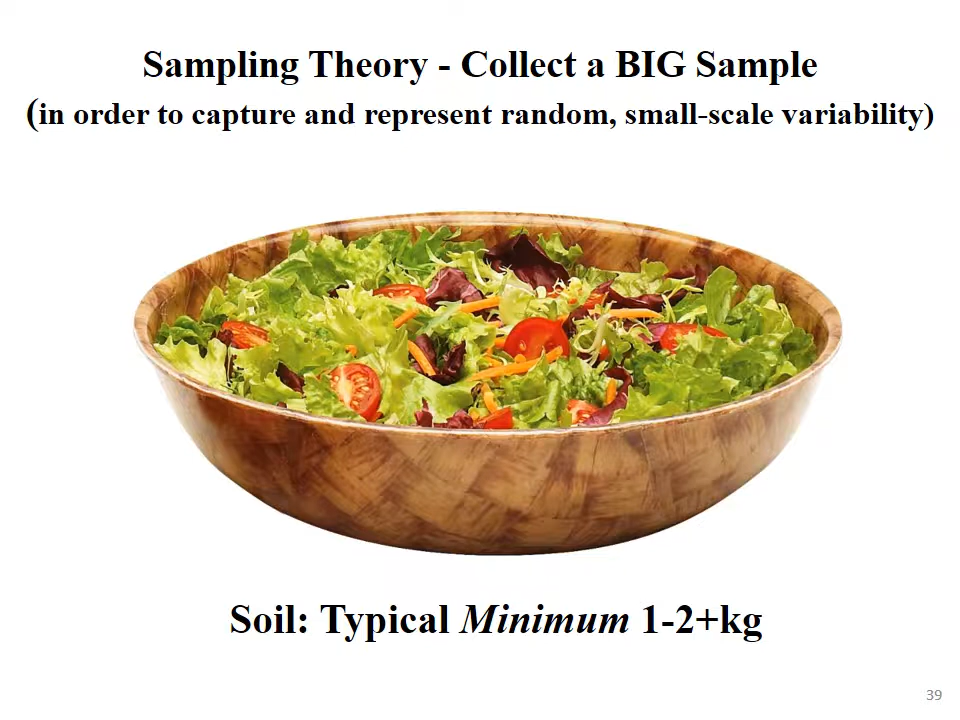 Sampling Theory - Collect a BIG Sample
(in order to capture and represent random, small-scale variability)
Soil: Typical Minimum 1-2+kg
39